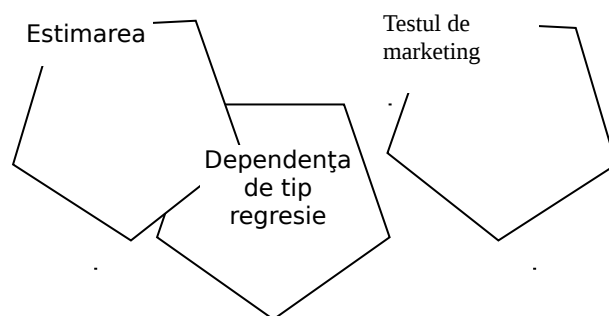 Estimarea
Testul de
marketing
Dependenţa
de tip
regresie